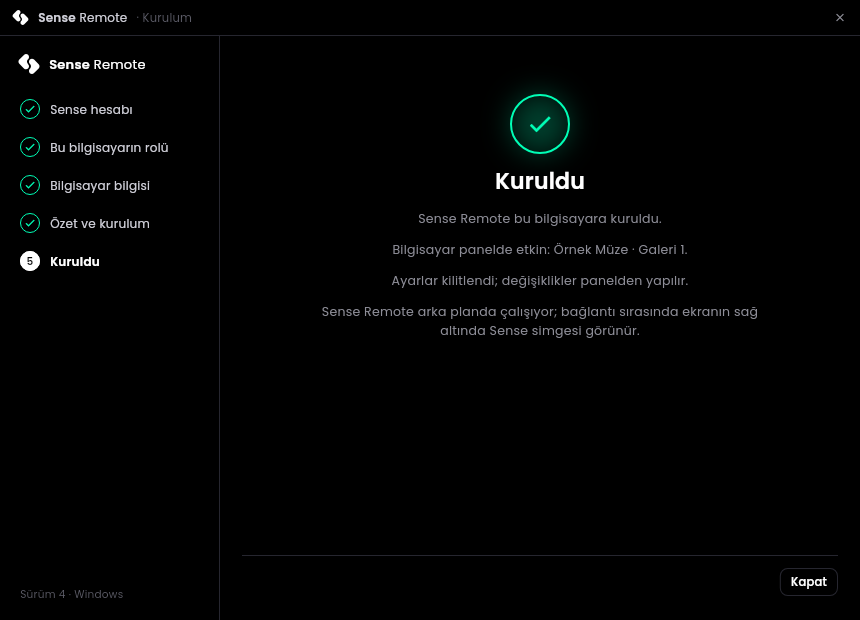 Sense Remote · Kurulum
Sense Remote
Sense hesabı
Bu bilgisayarın rolü
Bilgisayar bilgisi
Özet ve kurulum
5 Kuruldu
Sürüm 4 · Windows
Kuruldu
Sense Remote bu bilgisayara kuruldu.
Bilgisayar panelde etkin: Örnek Müze · Galeri 1.
Ayarlar kilitlendi; değişiklikler panelden yapılır.
Sense Remote arka planda çalışıyor; bağlantı sırasında ekranın sağ
altında Sense simgesi görünür.
Kapat